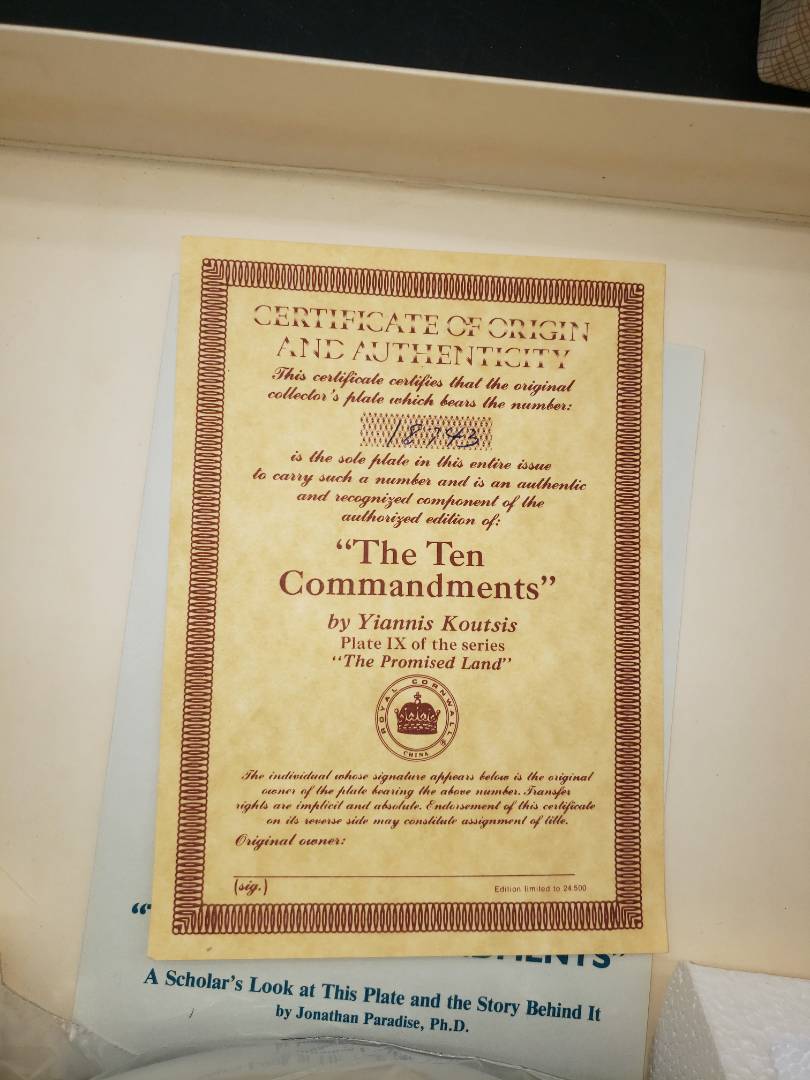 CERTIFICATE OF ORIGIN
AND AUTHENTICITY
This certificate certifies that the original
collector's plate which bears the number:
18743
is the sole plate in this entire issue
to carry such a number and is an authentic
and recognized component of the
authorized edition of:
"The Ten
Commandments"
by Yiannis Koutsis
Plate IX of the series
"The Promised Land"
ROYAL CORNWALL®
CHINA
The individual whose signature appears below is the original
owner of the plate bearing the above number. Transfer
rights are implicit and absolute. Endorsement of this certificate
on its reverse side may constitute assignment of title.
Original owner:
(sig.)
Edition limited to 24,500
A Scholar's Look at This Plate and the Story Behind It
by Jonathan Paradise, Ph.D.